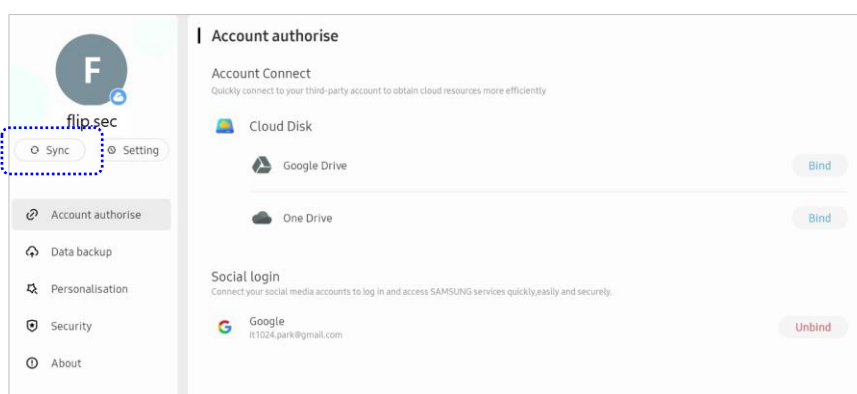 F
flip.sec
Sync
Setting
Account authorise
Data backup
Personalisation
Security
About
Account authorise
Account Connect
Quickly connect to your third-party account to obtain cloud resources more efficiently
Cloud Disk
Google Drive
Bind
One Drive
Bind
Social login
Connect your social media accounts to log in and access SAMSUNG services quickly,easily and securely.
Google
it1024.park@gmail.com
Unbind